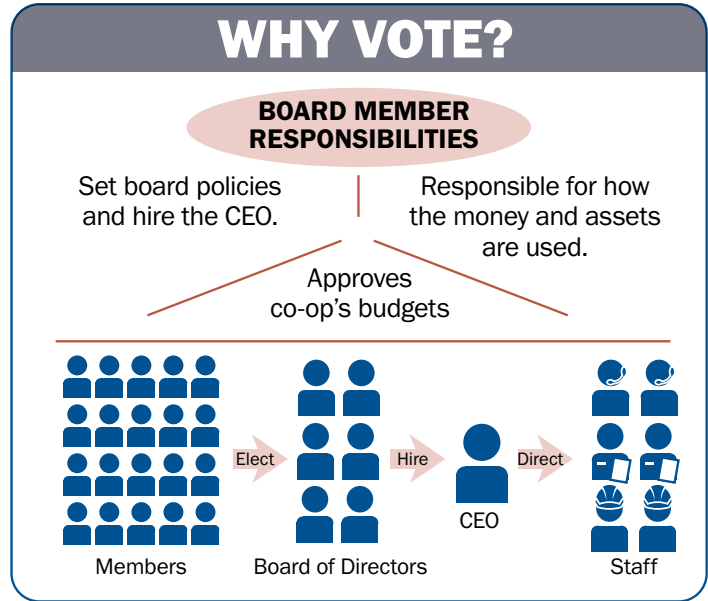 WHY VOTE?
BOARD MEMBER
RESPONSIBILITIES
Set board policies
and hire the CEO.
Responsible for how
the money and assets
are used.
Approves
co-op's budgets
Elect
Hire
Direct
CEO
Members
Board of Directors
Staff